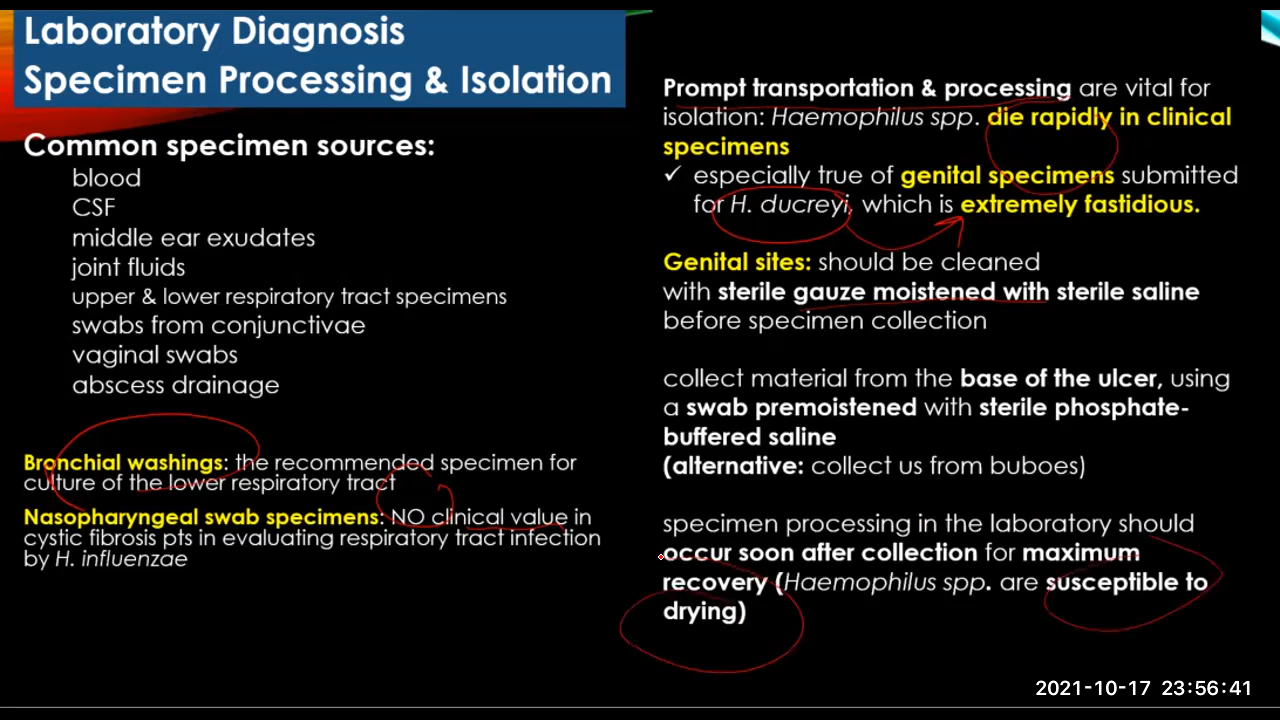 Laboratory Diagnosis
Specimen Processing & Isolation
Common specimen sources:
blood
CSF
middle ear exudates
joint fluids
upper & lower respiratory tract specimens
swabs from conjunctivae
vaginal swabs
abscess drainage
Bronchial washings: the recommended specimen for
culture of the lower respiratory tract
Nasopharyngeal swab specimens: NO clinical value in
cystic fibrosis pts in evaluating respiratory tract infection
by H. influenzae
Prompt transportation & processing are vital for
isolation: Haemophilus spp. die rapidly in clinical
specimens
✓ especially true of genital specimens submitted
for H. ducreyi, which is extremely fastidious.
Genital sites: should be cleaned
with sterile gauze moistened with sterile saline
before specimen collection
collect material from the base of the ulcer, using
a swab premoistened with sterile phosphate-
buffered saline
(alternative: collect us from buboes)
specimen processing in the laboratory should
occur soon after collection for maximum
recovery (Haemophilus spp. are susceptible to
drying)
2021-10-17 23:56:41